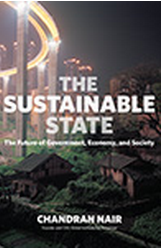 THE
SUSTAINABLE
STATE
The Future of Government, Economy, and Society
CHANDRAN NAIR